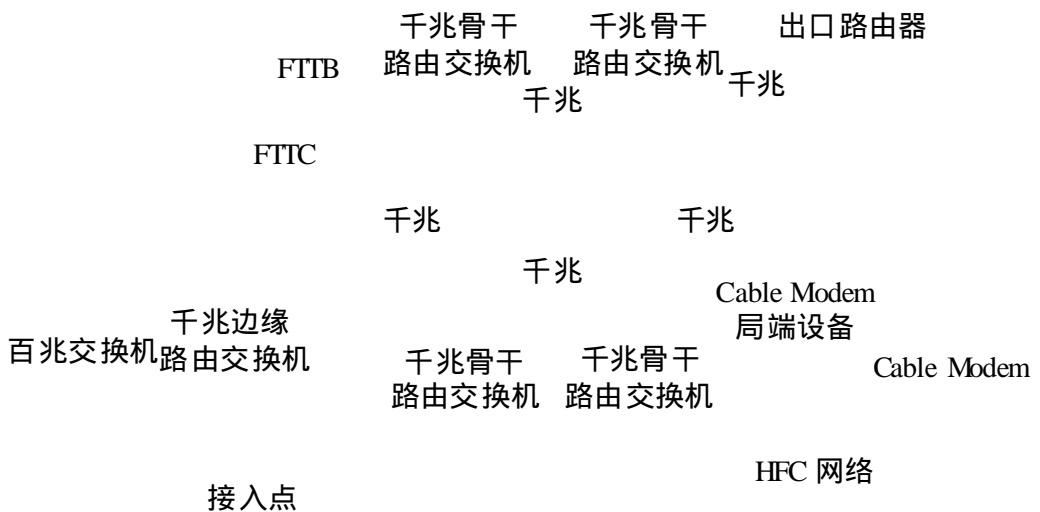 千兆骨干
路由交换机
千兆骨干
路由交换机
出口路由器
FTTB
千兆
千兆
FTTC
千兆
千兆
千兆
Cable Modem
局端设备
千兆边缘
路由交换机
百兆交换机
千兆骨干
路由交换机
千兆骨干
路由交换机
Cable Modem
HFC 网络
接入点